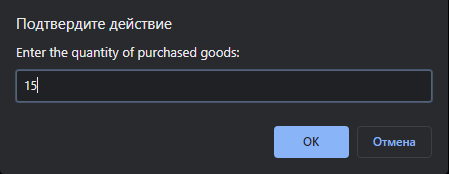 Подтвердите действие
Enter the quantity of purchased goods:
15
OK Отмена